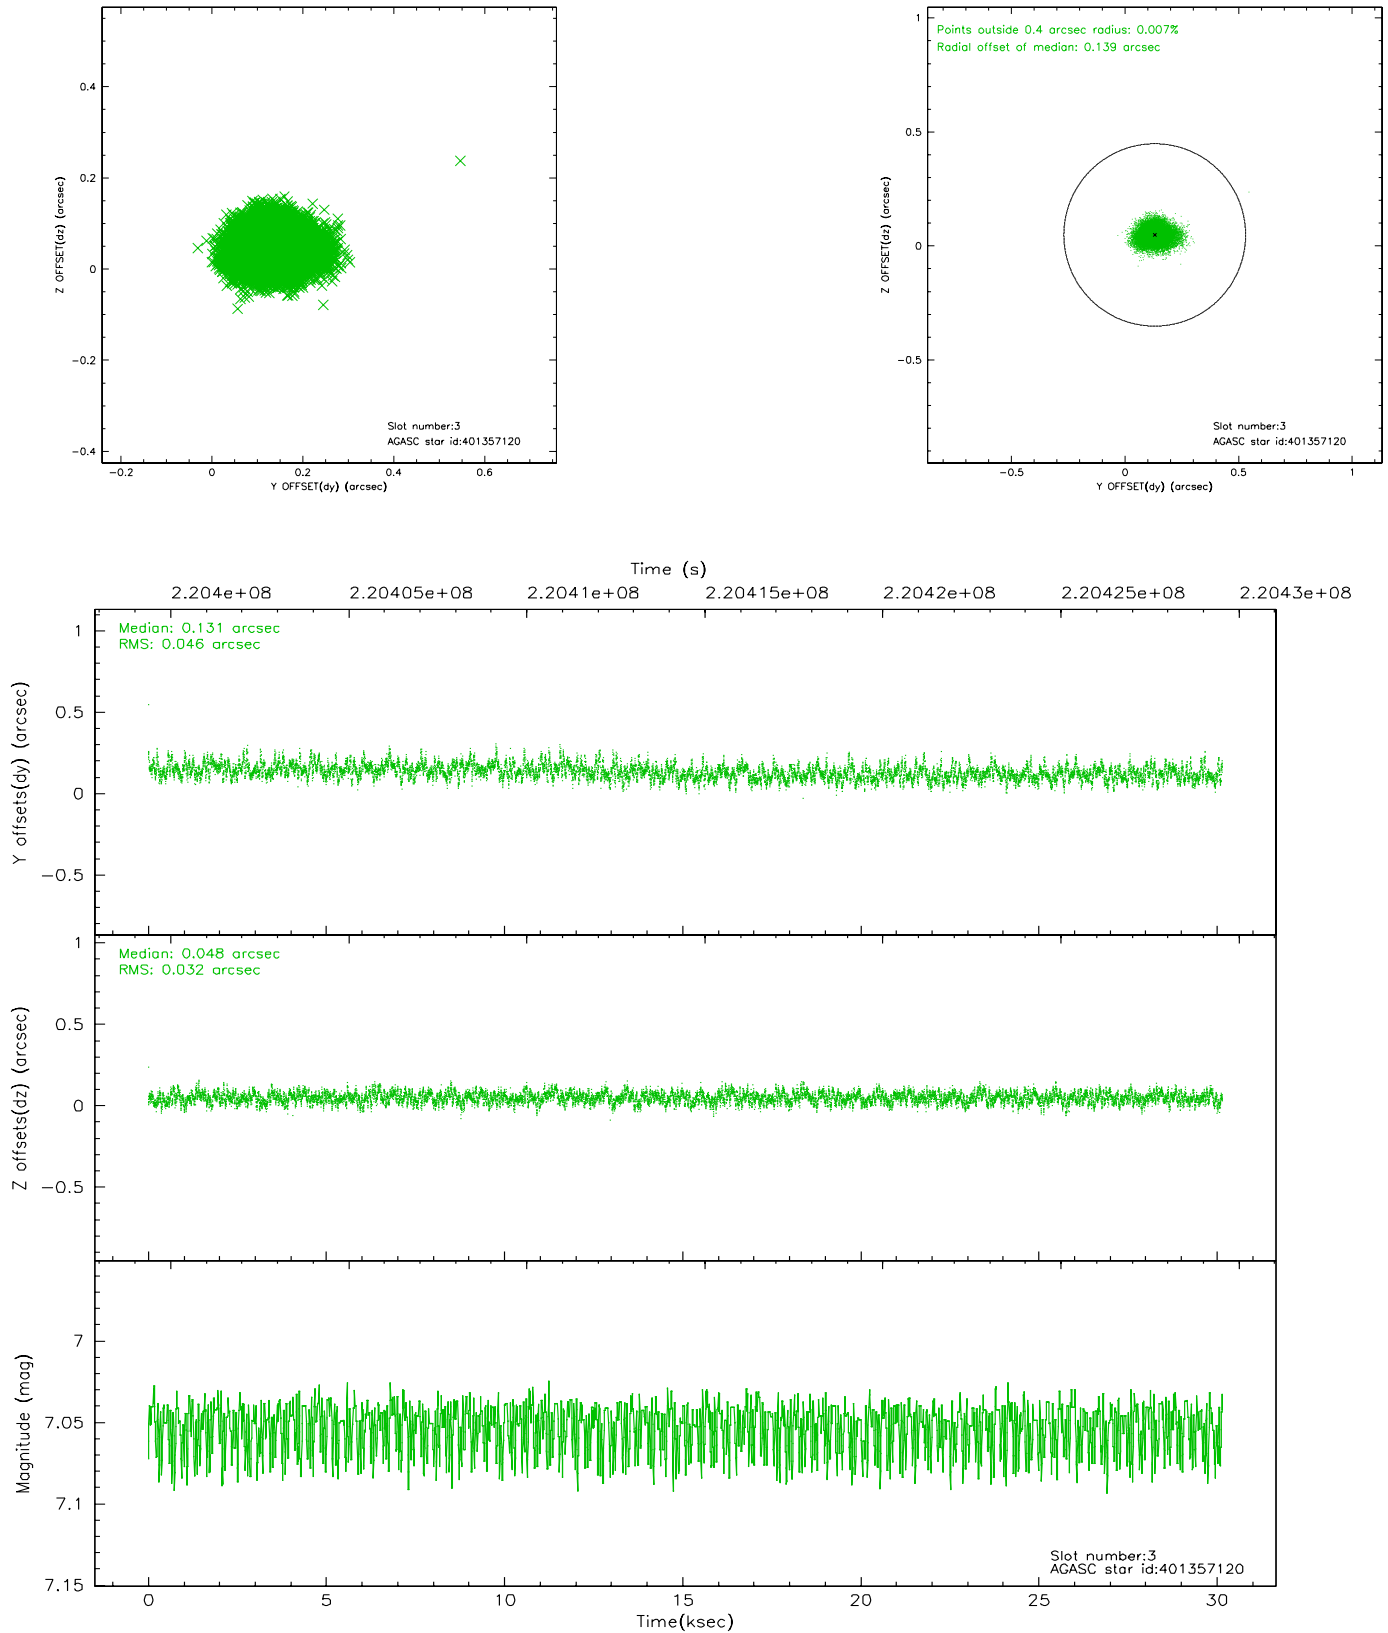 0.4
0.2
0
−0.2
−0.4
Z OFFSET(dz) (arcsec)
Slot number:3
AGASC star id:401357120
−0.2 0 0.2 0.4 0.6
Y OFFSET(dy) (arcsec)
Points outside 0.4 arcsec radius: 0.007%
Radial offset of median: 0.139 arcsec
1
0.5
0
−0.5
Z OFFSET(dz) (arcsec)
Slot number:3
AGASC star id:401357120
−0.5 0 0.5 1
Y OFFSET(dy) (arcsec)
Time (s)
2.204e+08 2.20405e+08 2.2041e+08 2.20415e+08 2.2042e+08 2.20425e+08 2.2043e+08
Median: 0.131 arcsec
RMS: 0.046 arcsec
1
0.5
0
−0.5
Y offsets(dy) (arcsec)
Median: 0.048 arcsec
RMS: 0.032 arcsec
1
0.5
0
−0.5
Z offsets(dz) (arcsec)
7
7.05
7.1
7.15
Magnitude (mag)
Slot number:3
AGASC star id:401357120
0 5 10 15 20 25 30
Time(ksec)